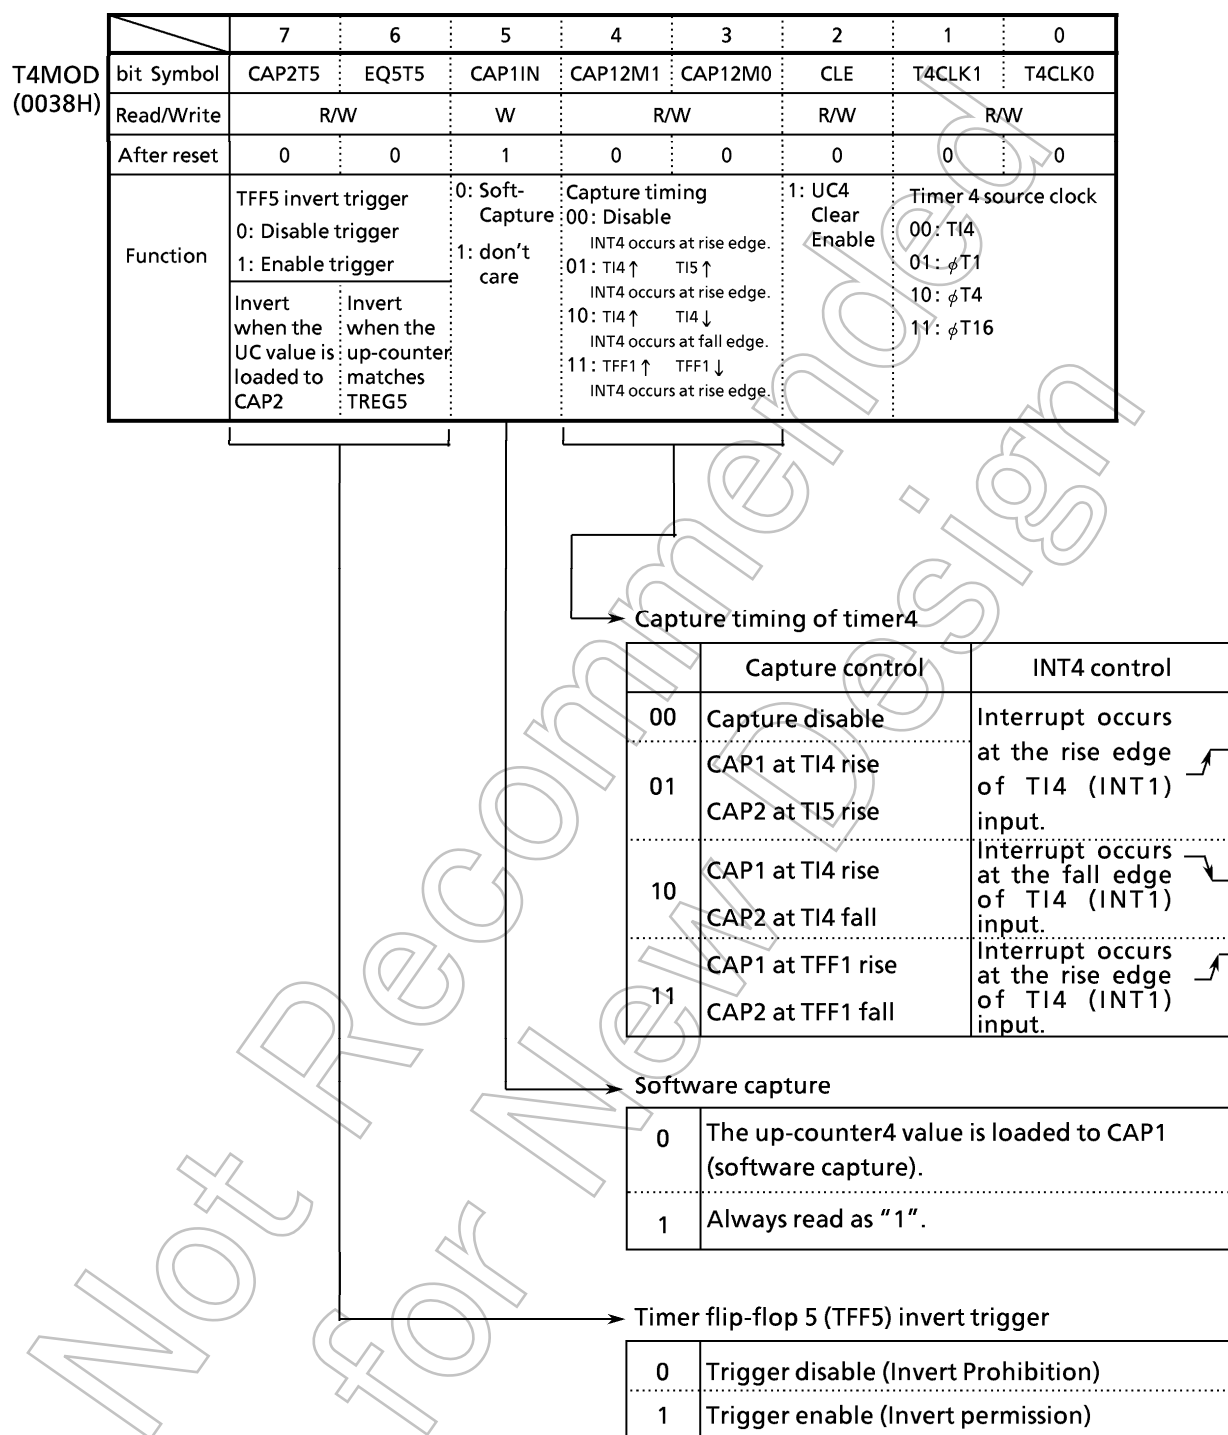 7 6 5 4 3 2 1 0
T4MOD (0038H)
bit Symbol CAP2T5 EQ5T5 CAP1IN CAP12M1 CAP12M0 CLE T4CLK1 T4CLK0
Read/Write R/W W R/W R/W R/W
After reset 0 0 1 0 0 0 0 0
Function
TFF5 invert trigger
0: Disable trigger
1: Enable trigger
Invert
when the
UC value is
loaded to
CAP2
Invert
when the
up-counter
matches
TREG5
0: Soft-
Capture
1: don't
care
Capture timing
00: Disable
INT4 occurs at rise edge.
01: TI4↑ TI5↑
INT4 occurs at rise edge.
10: TI4↑ TI4↓
INT4 occurs at fall edge.
11: TFF1↑ TFF1↓
INT4 occurs at rise edge.
1: UC4
Clear
Enable
Timer 4 source clock
00: TI4
01: ϕT1
10: ϕT4
11: ϕT16
Capture timing of timer4
Capture control INT4 control
00 Capture disable
01
CAP1 at TI4 rise
CAP2 at TI5 rise
Interrupt occurs
at the rise edge
of TI4 (INT1)
input.
10
CAP1 at TI4 rise
CAP2 at TI4 fall
Interrupt occurs
at the fall edge
of TI4 (INT1)
input.
11
CAP1 at TFF1 rise
CAP2 at TFF1 fall
Interrupt occurs
at the rise edge
of TI4 (INT1)
input.
Software capture
0 The up-counter4 value is loaded to CAP1
(software capture).
1 Always read as "1".
Timer flip-flop 5 (TFF5) invert trigger
0 Trigger disable (Invert Prohibition)
1 Trigger enable (Invert permission)
Not Recommended
for New Design